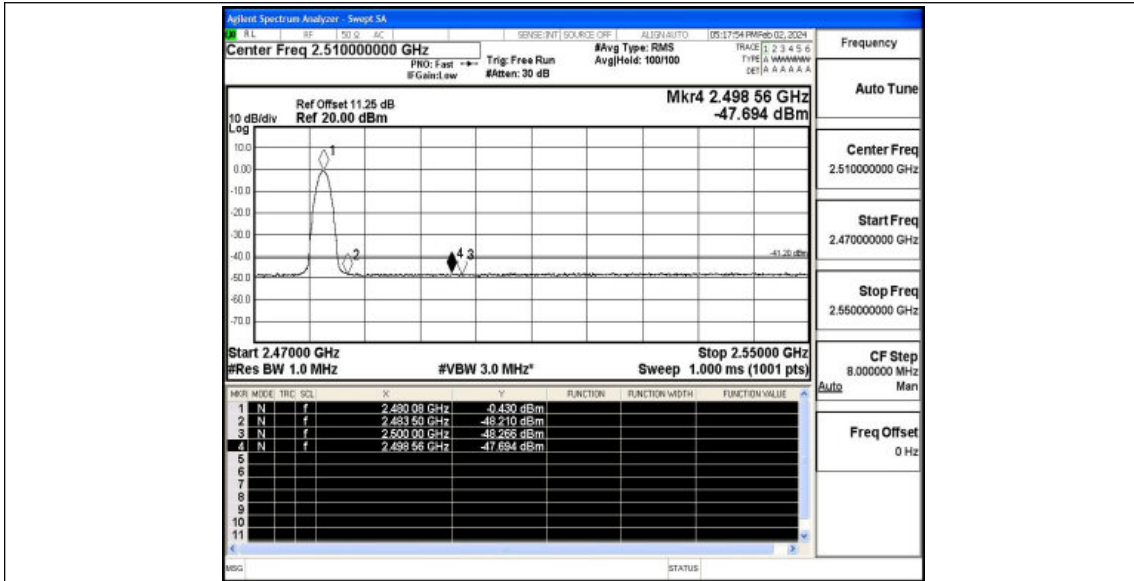 Agilent Spectrum Analyzer - Swept SA
RL RF 50 Ω AC SENSE:INT SOURCE OFF ALIGN AUTO 05:17:54 PM Feb 02, 2024
Center Freq 2.510000000 GHz
PNO: Fast
IFGain:Low
Trig: Free Run
#Atten: 30 dB
#Avg Type: RMS
Avg|Hold: 100/100
TRACE 1 2 3 4 5 6
TYPE A WWWWW
DET A A A A A A
Ref Offset 11.25 dB
10 dB/div Ref 20.00 dBm
Log
Mkr4 2.498 56 GHz
-47.694 dBm
10.0
0.00
-10.0
-20.0
-30.0
-40.0
-50.0
-60.0
-70.0
1
2
4 3
-41.20 dBm
Start 2.47000 GHz Stop 2.55000 GHz
#Res BW 1.0 MHz #VBW 3.0 MHz* Sweep 1.000 ms (1001 pts)
MKR MODE TRC SCL X Y FUNCTION FUNCTION WIDTH FUNCTION VALUE
1 N f 2.480 08 GHz -0.430 dBm
2 N f 2.483 50 GHz -48.210 dBm
3 N f 2.500 00 GHz -48.266 dBm
4 N f 2.498 56 GHz -47.694 dBm
5
6
7
8
9
10
11
MSG STATUS
Frequency
Auto Tune
Center Freq
2.510000000 GHz
Start Freq
2.470000000 GHz
Stop Freq
2.550000000 GHz
CF Step
8.000000 MHz
Auto Man
Freq Offset
0 Hz